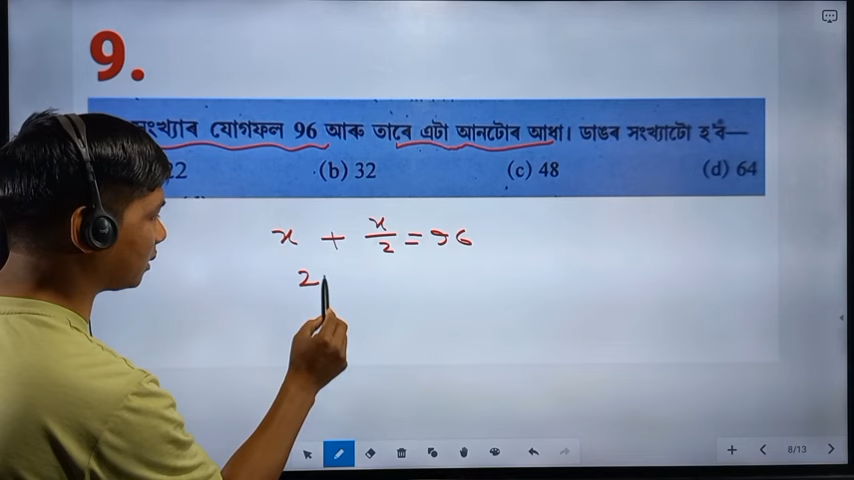 9.
সংখ্যাৰ যোগফল 96 আৰু তাৰে এটা আনটোৰ আধা। ডাঙৰ সংখ্যাটো হ'ব—
22 (b) 32 (c) 48 (d) 64
x + x/2 = 96
2
8/13